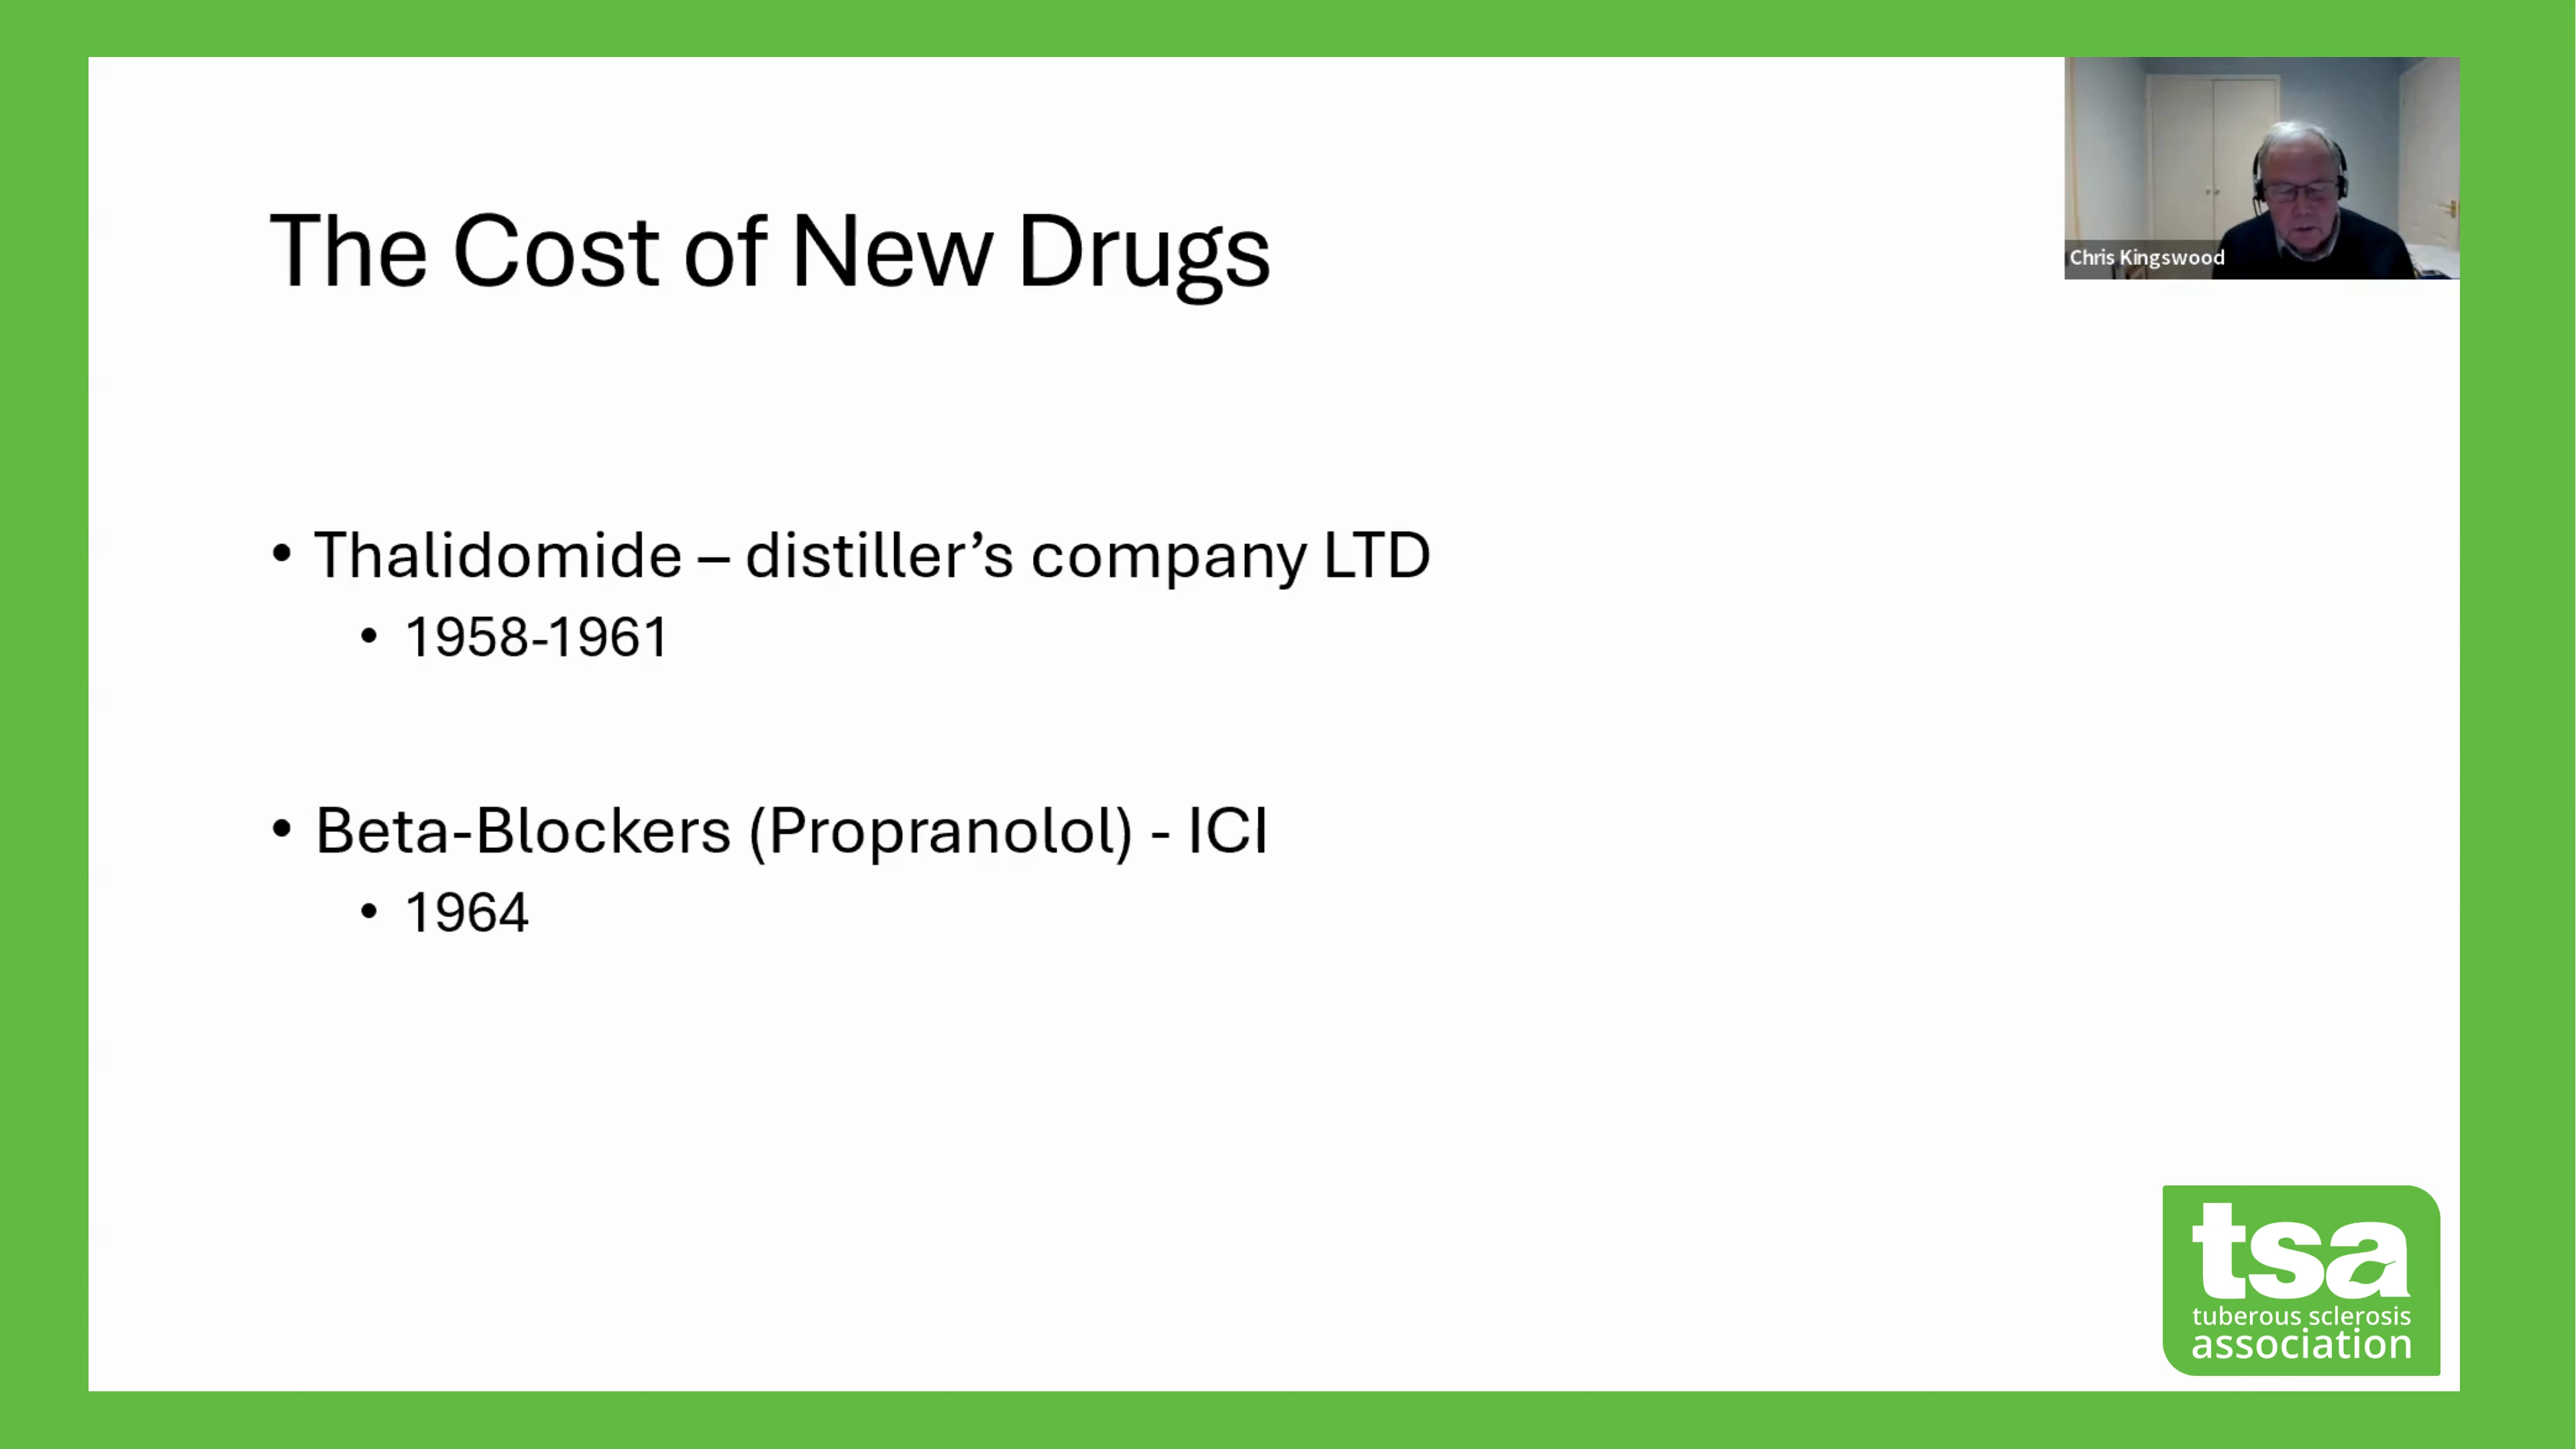 The Cost of New Drugs
Chris Kingswood
• Thalidomide – distiller’s company LTD
• 1958-1961
• Beta-Blockers (Propranolol) - ICI
• 1964
tsa
tuberous sclerosis
association